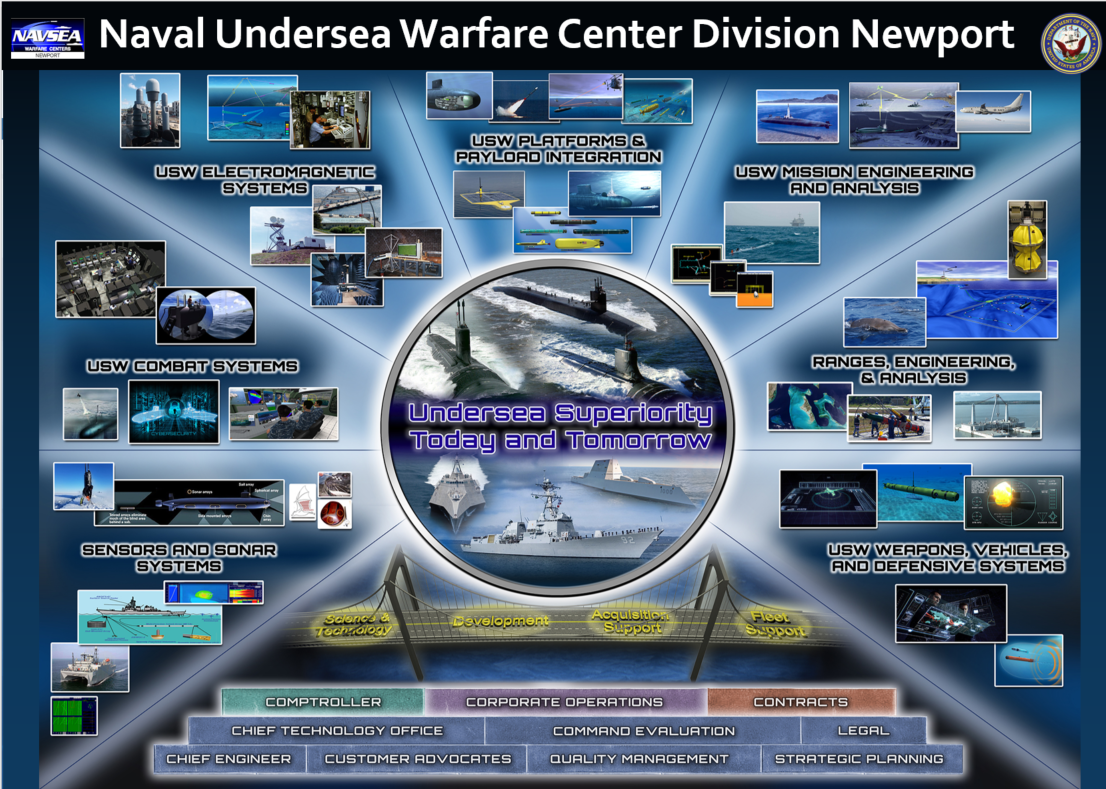 NAVSEA
WARFARE CENTERS
NEWPORT
Naval Undersea Warfare Center Division Newport
USW ELECTROMAGNETIC
SYSTEMS
USW PLATFORMS &
PAYLOAD INTEGRATION
USW MISSION ENGINEERING
AND ANALYSIS
USW COMBAT SYSTEMS
CYBERSECURITY
RANGES, ENGINEERING,
& ANALYSIS
Undersea Superiority
Today and Tomorrow
92
SENSORS AND SONAR
SYSTEMS
USW WEAPONS, VEHICLES,
AND DEFENSIVE SYSTEMS
Science &
Technology
Development
Acquisition
Support
Fleet
Support
COMPTROLLER
CORPORATE OPERATIONS
CONTRACTS
CHIEF TECHNOLOGY OFFICE
COMMAND EVALUATION
LEGAL
CHIEF ENGINEER
CUSTOMER ADVOCATES
QUALITY MANAGEMENT
STRATEGIC PLANNING